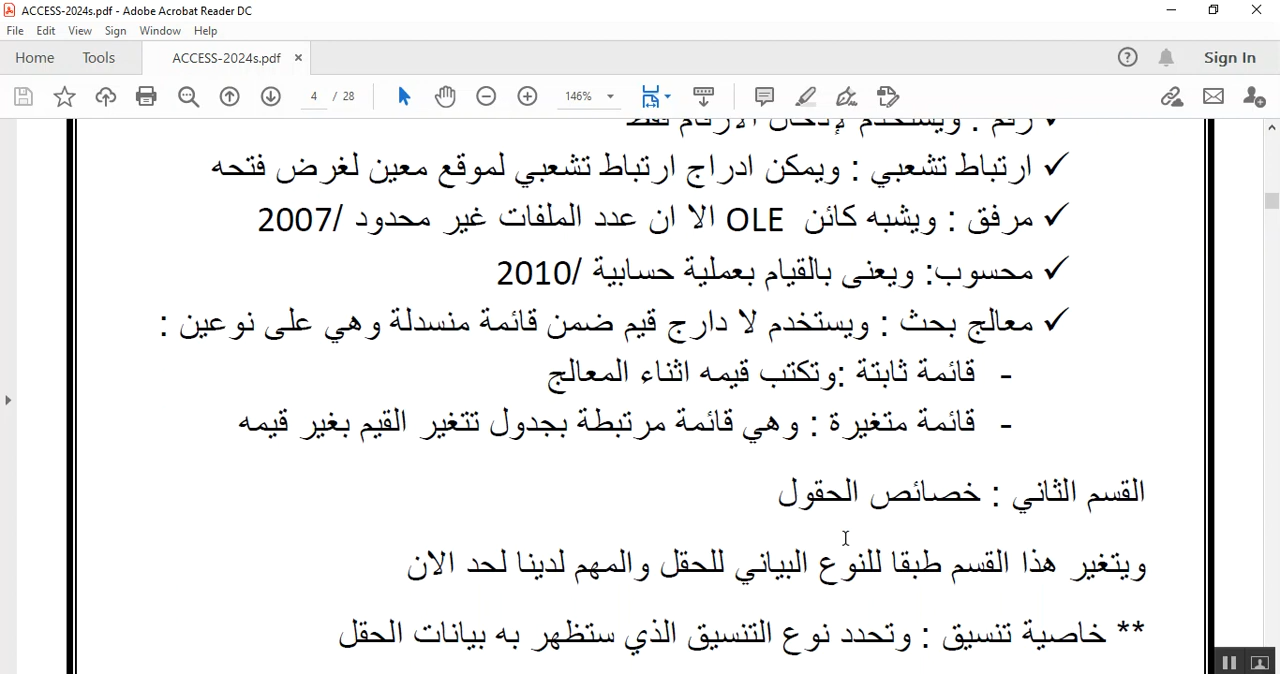 ACCESS-2024s.pdf - Adobe Acrobat Reader DC
File Edit View Sign Window Help
Home Tools ACCESS-2024s.pdf × Sign In
4 / 28 146%
رقم : ويستخدم لإدخال الارقام فقط
✓ ارتباط تشعبي : ويمكن ادراج ارتباط تشعبي لموقع معين لغرض فتحه
✓ مرفق : ويشبه كائن OLE الا ان عدد الملفات غير محدود /2007
✓ محسوب: ويعنى بالقيام بعملية حسابية /2010
✓ معالج بحث : ويستخدم لا دارج قيم ضمن قائمة منسدلة وهي على نوعين :
- قائمة ثابتة :وتكتب قيمه اثناء المعالج
- قائمة متغيرة : وهي قائمة مرتبطة بجدول تتغير القيم بغير قيمه
القسم الثاني : خصائص الحقول
ويتغير هذا القسم طبقا للنوع البياني للحقل والمهم لدينا لحد الان
** خاصية تنسيق : وتحدد نوع التنسيق الذي ستظهر به بيانات الحقل